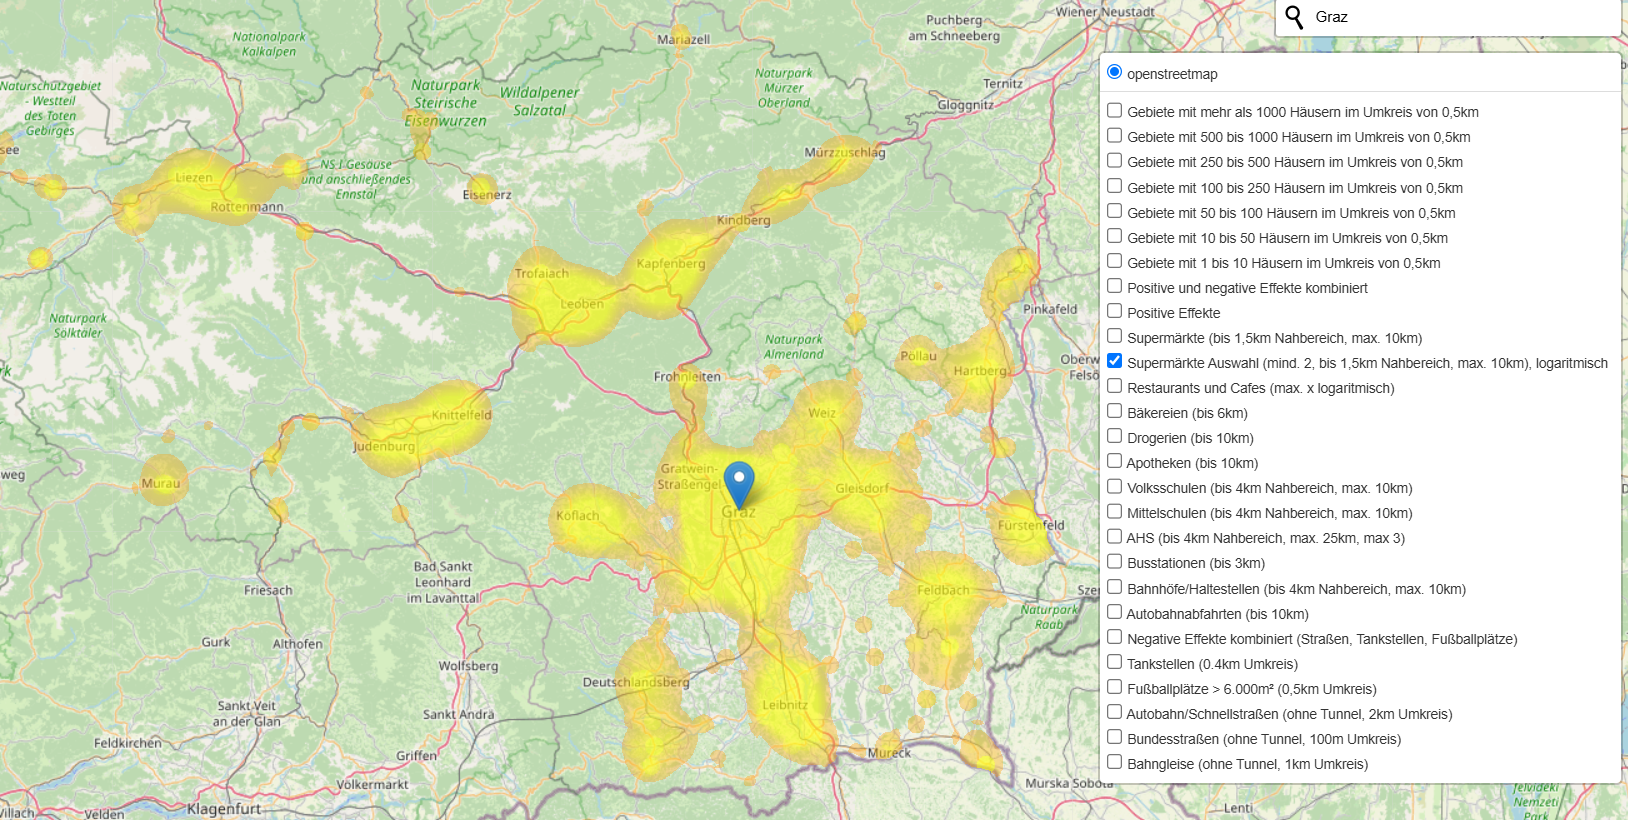 Wiener Neustadt
Puchberg
am Schneeberg
Graz
Nationalpark
Kalkalpen
Mariazell
Naturschutzgebiet
- Westteil
des Toten
Gebirges
Naturpark
Steirische
Eisenwurzen
Wildalpener
Salzatal
Naturpark
Mürzer
Oberland
Ternitz
Gloggnitz
see
Liezen
Rottenmann
NSG Gesäuse
und anschließendes
Ennstal
Eisenerz
Mürzzuschlag
Kindberg
Trofaiach
Kapfenberg
Leoben
Naturpark
Sölktäler
Naturpark
Almenland
Pinkafeld
Pöllau
Hartberg
Oberw
Felső
Frohnleiten
Weiz
Knittelfeld
Judenburg
Murau
weg
Gratwein-
Straßengel
Graz
Gleisdorf
Köflach
Fürstenfeld
Bad Sankt
Leonhard
im Lavanttal
Friesach
Feldbach
Naturpark
Raab
Gurk
Althofen
Wolfsberg
Deutschlandsberg
Leibnitz
Sankt Veit
an der Glan
Sankt Andrä
Feldkirchen
Griffen
Mureck
Völkermarkt
Klagenfurt
Villach
Velden
Murska Sobota
Lenti
Nemzeti
Park
openstreetmap
Gebiete mit mehr als 1000 Häusern im Umkreis von 0,5km
Gebiete mit 500 bis 1000 Häusern im Umkreis von 0,5km
Gebiete mit 250 bis 500 Häusern im Umkreis von 0,5km
Gebiete mit 100 bis 250 Häusern im Umkreis von 0,5km
Gebiete mit 50 bis 100 Häusern im Umkreis von 0,5km
Gebiete mit 10 bis 50 Häusern im Umkreis von 0,5km
Gebiete mit 1 bis 10 Häusern im Umkreis von 0,5km
Positive und negative Effekte kombiniert
Positive Effekte
Supermärkte (bis 1,5km Nahbereich, max. 10km)
Supermärkte Auswahl (mind. 2, bis 1,5km Nahbereich, max. 10km), logaritmisch
Restaurants und Cafes (max. x logaritmisch)
Bäkereien (bis 6km)
Drogerien (bis 10km)
Apotheken (bis 10km)
Volksschulen (bis 4km Nahbereich, max. 10km)
Mittelschulen (bis 4km Nahbereich, max. 10km)
AHS (bis 4km Nahbereich, max. 25km, max 3)
Busstationen (bis 3km)
Bahnhöfe/Haltestellen (bis 4km Nahbereich, max. 10km)
Autobahnabfahrten (bis 10km)
Negative Effekte kombiniert (Straßen, Tankstellen, Fußballplätze)
Tankstellen (0.4km Umkreis)
Fußballplätze > 6.000m² (0,5km Umkreis)
Autobahn/Schnellstraßen (ohne Tunnel, 2km Umkreis)
Bundesstraßen (ohne Tunnel, 100m Umkreis)
Bahngleise (ohne Tunnel, 1km Umkreis)